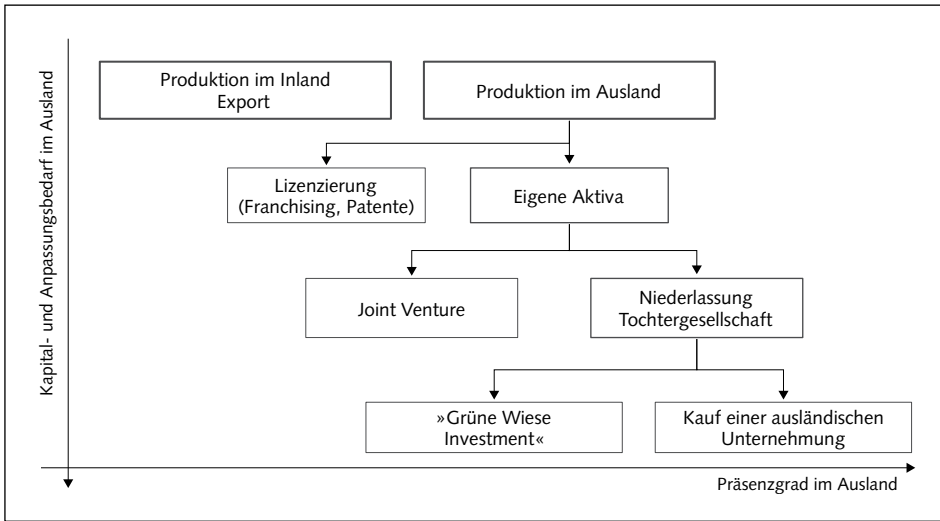 Kapital- und Anpassungsbedarf im Ausland
Produktion im Inland
Export
Produktion im Ausland
Lizenzierung
(Franchising, Patente)
Eigene Aktiva
Joint Venture
Niederlassung
Tochtergesellschaft
»Grüne Wiese
Investment«
Kauf einer ausländischen
Unternehmung
Präsenzgrad im Ausland